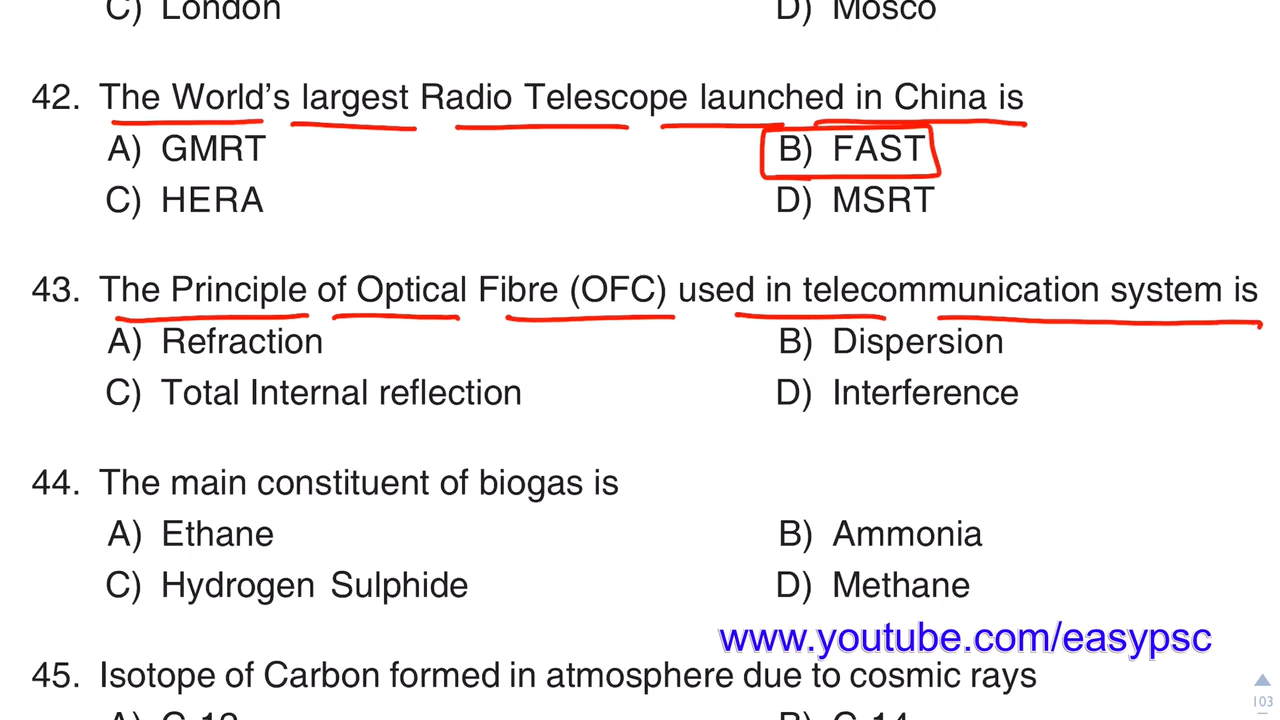 C) London D) Mosco
42. The World's largest Radio Telescope launched in China is
A) GMRT B) FAST
C) HERA D) MSRT
43. The Principle of Optical Fibre (OFC) used in telecommunication system is
A) Refraction B) Dispersion
C) Total Internal reflection D) Interference
44. The main constituent of biogas is
A) Ethane B) Ammonia
C) Hydrogen Sulphide D) Methane
www.youtube.com/easypsc
45. Isotope of Carbon formed in atmosphere due to cosmic rays
103